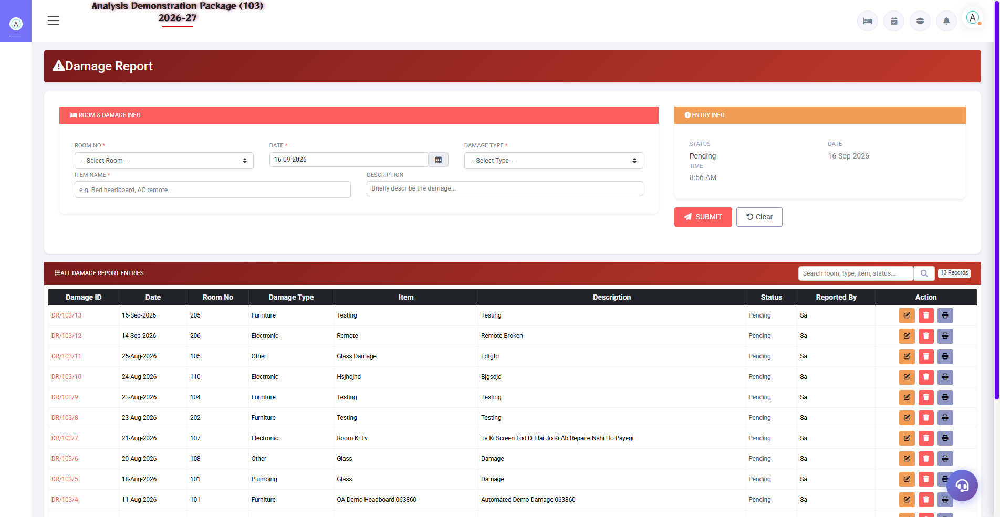 Analysis Demonstration Package (103)
2026-27
A
A
Damage Report
ROOM & DAMAGE INFO
ROOM NO *
-- Select Room --
DATE *
16-09-2026
DAMAGE TYPE *
-- Select Type --
ITEM NAME *
e.g. Bed headboard, AC remote...
DESCRIPTION
Briefly describe the damage...
ENTRY INFO
STATUS
Pending
DATE
16-Sep-2026
TIME
8:56 AM
SUBMIT
Clear
ALL DAMAGE REPORT ENTRIES
Search room, type, item, status...
13 Records
Damage ID Date Room No Damage Type Item Description Status Reported By Action
DR/103/13 16-Sep-2026 205 Furniture Testing Testing Pending Sa
DR/103/12 14-Sep-2026 206 Electronic Remote Remote Broken Pending Sa
DR/103/11 25-Aug-2026 105 Other Glass Damage Fdfgfd Pending Sa
DR/103/10 24-Aug-2026 110 Electronic Hsjhdjhd Bjgsdjd Pending Sa
DR/103/9 23-Aug-2026 104 Furniture Testing Testing Pending Sa
DR/103/8 23-Aug-2026 202 Furniture Testing Testing Pending Sa
DR/103/7 21-Aug-2026 107 Electronic Room Ki Tv Tv Ki Screen Tod Di Hai Jo Ki Ab Repaire Nahi Ho Payegi Pending Sa
DR/103/6 20-Aug-2026 108 Other Glass Damage Pending Sa
DR/103/5 18-Aug-2026 101 Plumbing Glass Damage Pending Sa
DR/103/4 11-Aug-2026 101 Furniture QA Demo Headboard 063860 Automated Demo Damage 063860 Pending Sa